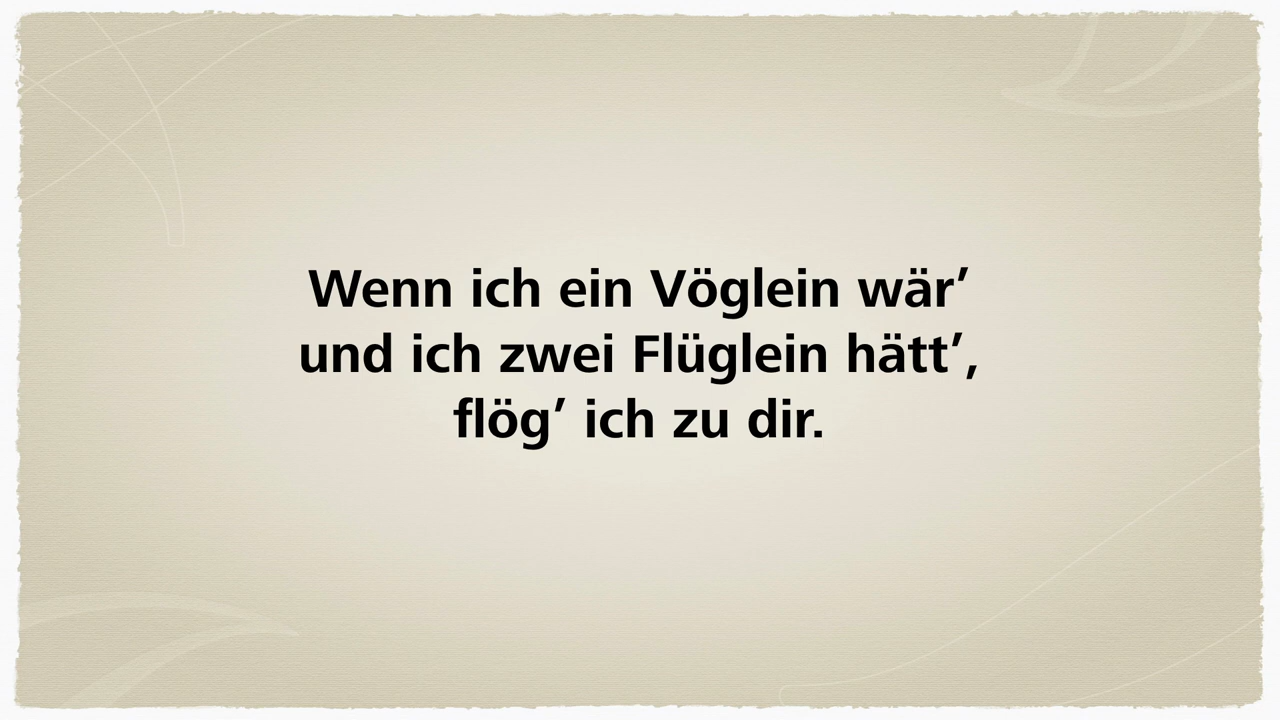 Wenn ich ein Vöglein wär’
und ich zwei Flüglein hätt’,
flög’ ich zu dir.